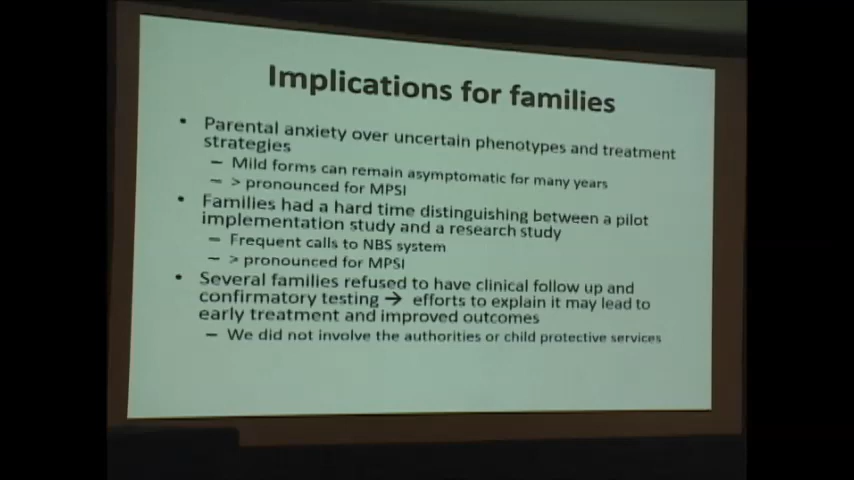 Implications for families
• Parental anxiety over uncertain phenotypes and treatment
strategies
– Mild forms can remain asymptomatic for many years
– > pronounced for MPSI
• Families had a hard time distinguishing between a pilot
implementation study and a research study
– Frequent calls to NBS system
– > pronounced for MPSI
• Several families refused to have clinical follow up and
confirmatory testing → efforts to explain it may lead to
early treatment and improved outcomes
– We did not involve the authorities or child protective services